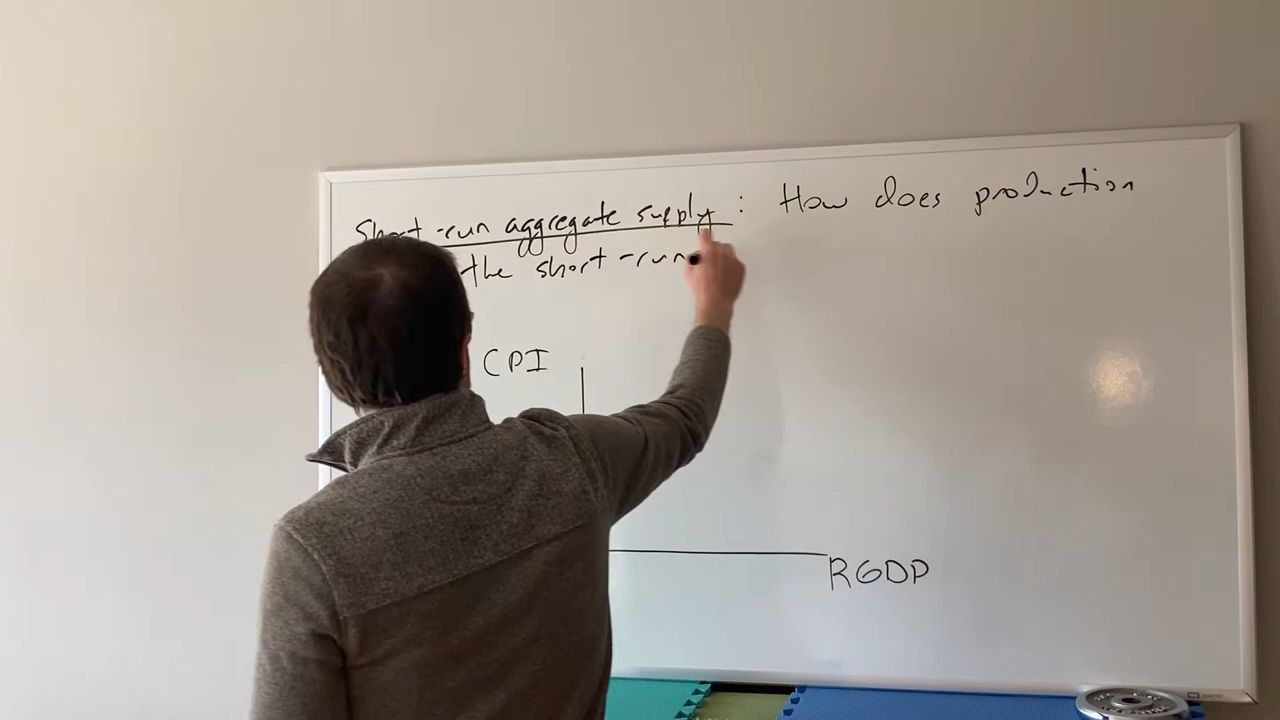 Short-run aggregate supply: How does production
the short-run
CPI
RGDP